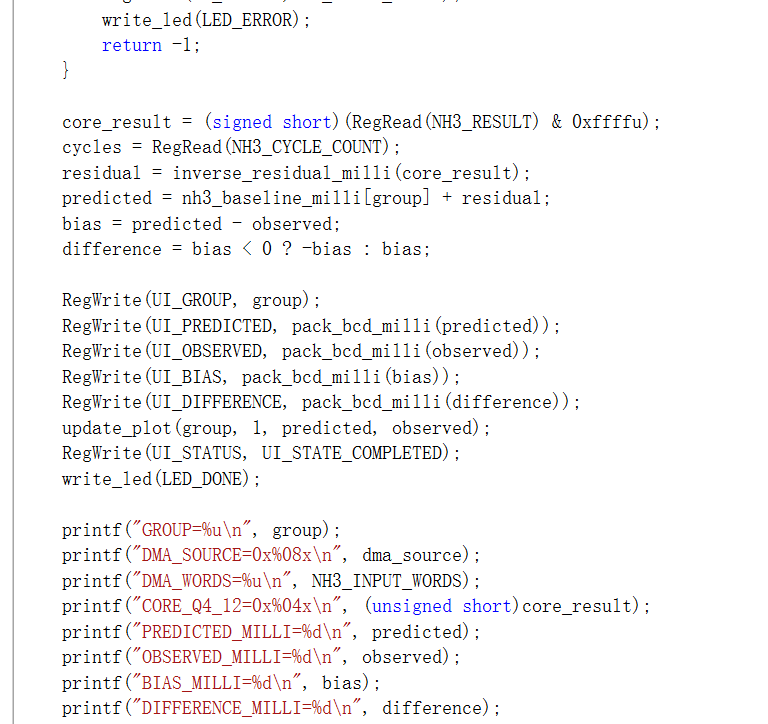 write_led(LED_ERROR);
return -1;
}
core_result = (signed short)(RegRead(NH3_RESULT) & 0xffffu);
cycles = RegRead(NH3_CYCLE_COUNT);
residual = inverse_residual_milli(core_result);
predicted = nh3_baseline_milli[group] + residual;
bias = predicted - observed;
difference = bias < 0 ? -bias : bias;
RegWrite(UI_GROUP, group);
RegWrite(UI_PREDICTED, pack_bcd_milli(predicted));
RegWrite(UI_OBSERVED, pack_bcd_milli(observed));
RegWrite(UI_BIAS, pack_bcd_milli(bias));
RegWrite(UI_DIFFERENCE, pack_bcd_milli(difference));
update_plot(group, 1, predicted, observed);
RegWrite(UI_STATUS, UI_STATE_COMPLETED);
write_led(LED_DONE);
printf("GROUP=%u\n", group);
printf("DMA_SOURCE=0x%08x\n", dma_source);
printf("DMA_WORDS=%u\n", NH3_INPUT_WORDS);
printf("CORE_Q4_12=0x%04x\n", (unsigned short)core_result);
printf("PREDICTED_MILLI=%d\n", predicted);
printf("OBSERVED_MILLI=%d\n", observed);
printf("BIAS_MILLI=%d\n", bias);
printf("DIFFERENCE_MILLI=%d\n", difference);